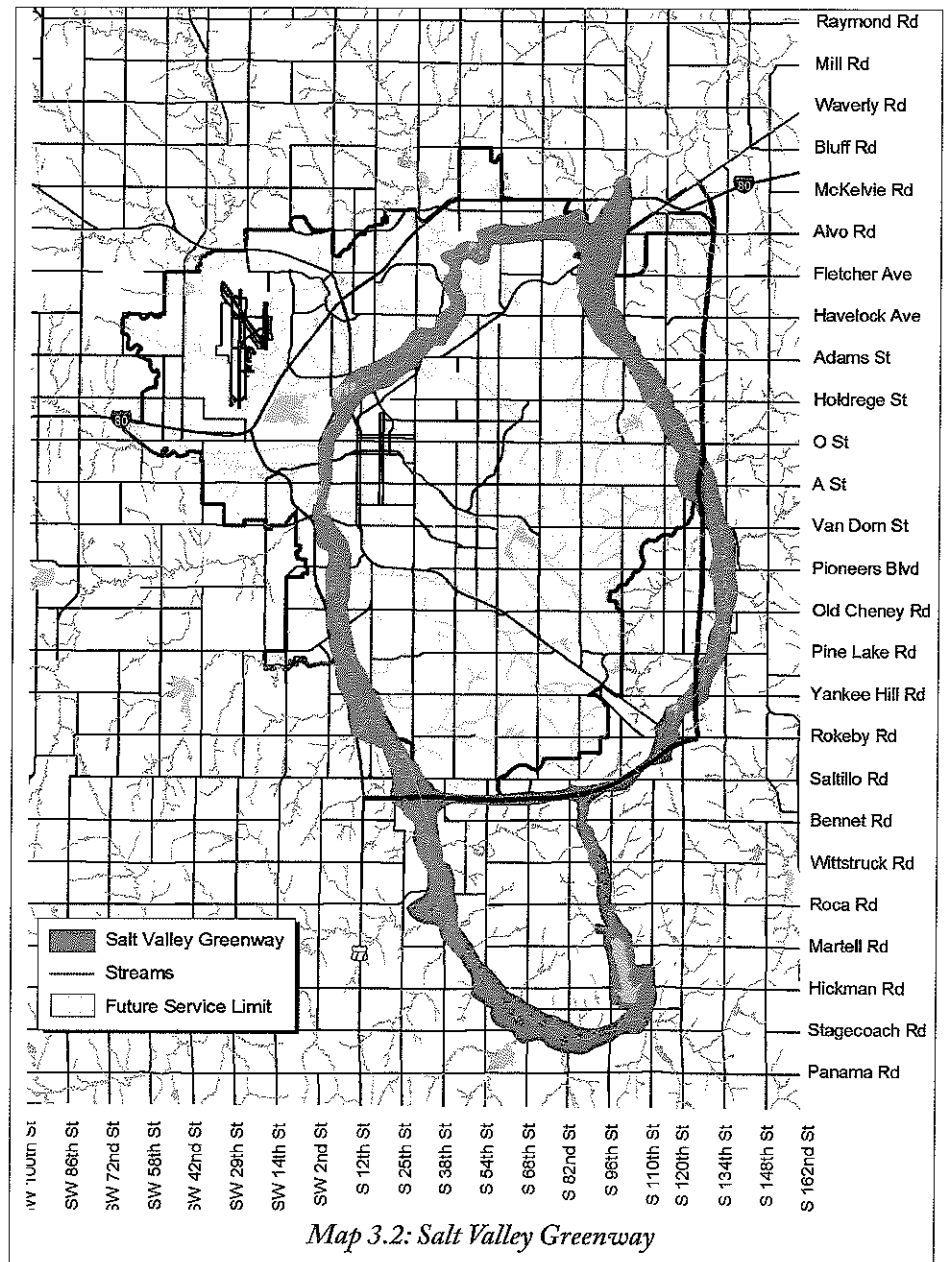 Raymond Rd
Mill Rd
Waverly Rd
Bluff Rd
80
McKelvie Rd
Alvo Rd
Fletcher Ave
Havelock Ave
Adams St
Holdrege St
80
O St
A St
Van Dorn St
Pioneers Blvd
Old Cheney Rd
Pine Lake Rd
Yankee Hill Rd
Rokeby Rd
Saltillo Rd
Bennet Rd
Wittstruck Rd
Roca Rd
Martell Rd
Hickman Rd
Stagecoach Rd
Panama Rd
Salt Valley Greenway
Streams
Future Service Limit
W 100th St
SW 86th St
SW 72nd St
SW 58th St
SW 42nd St
SW 29th St
SW 14th St
SW 2nd St
S 12th St
S 25th St
S 38th St
S 54th St
S 68th St
S 82nd St
S 96th St
S 110th St
S 120th St
S 134th St
S 148th St
S 162nd St
Map 3.2: Salt Valley Greenway